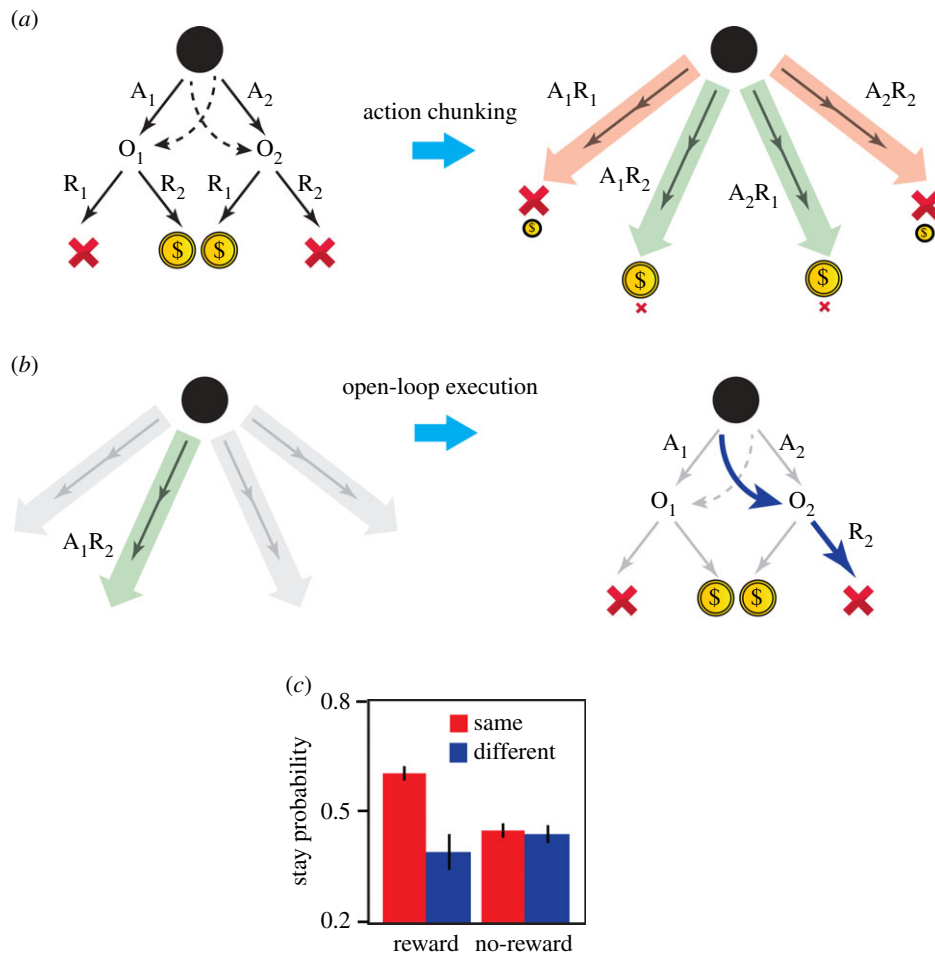 (a)
A1 A2
O1 O2
R1 R2 R1 R2
$ $
action chunking
A1R1 A2R2
A1R2 A2R1
$ $
$ $
(b)
A1R2
open-loop execution
A1 A2
O1 O2
R2
$ $
(c)
0.8
0.5
0.2
stay probability
same
different
reward no-reward